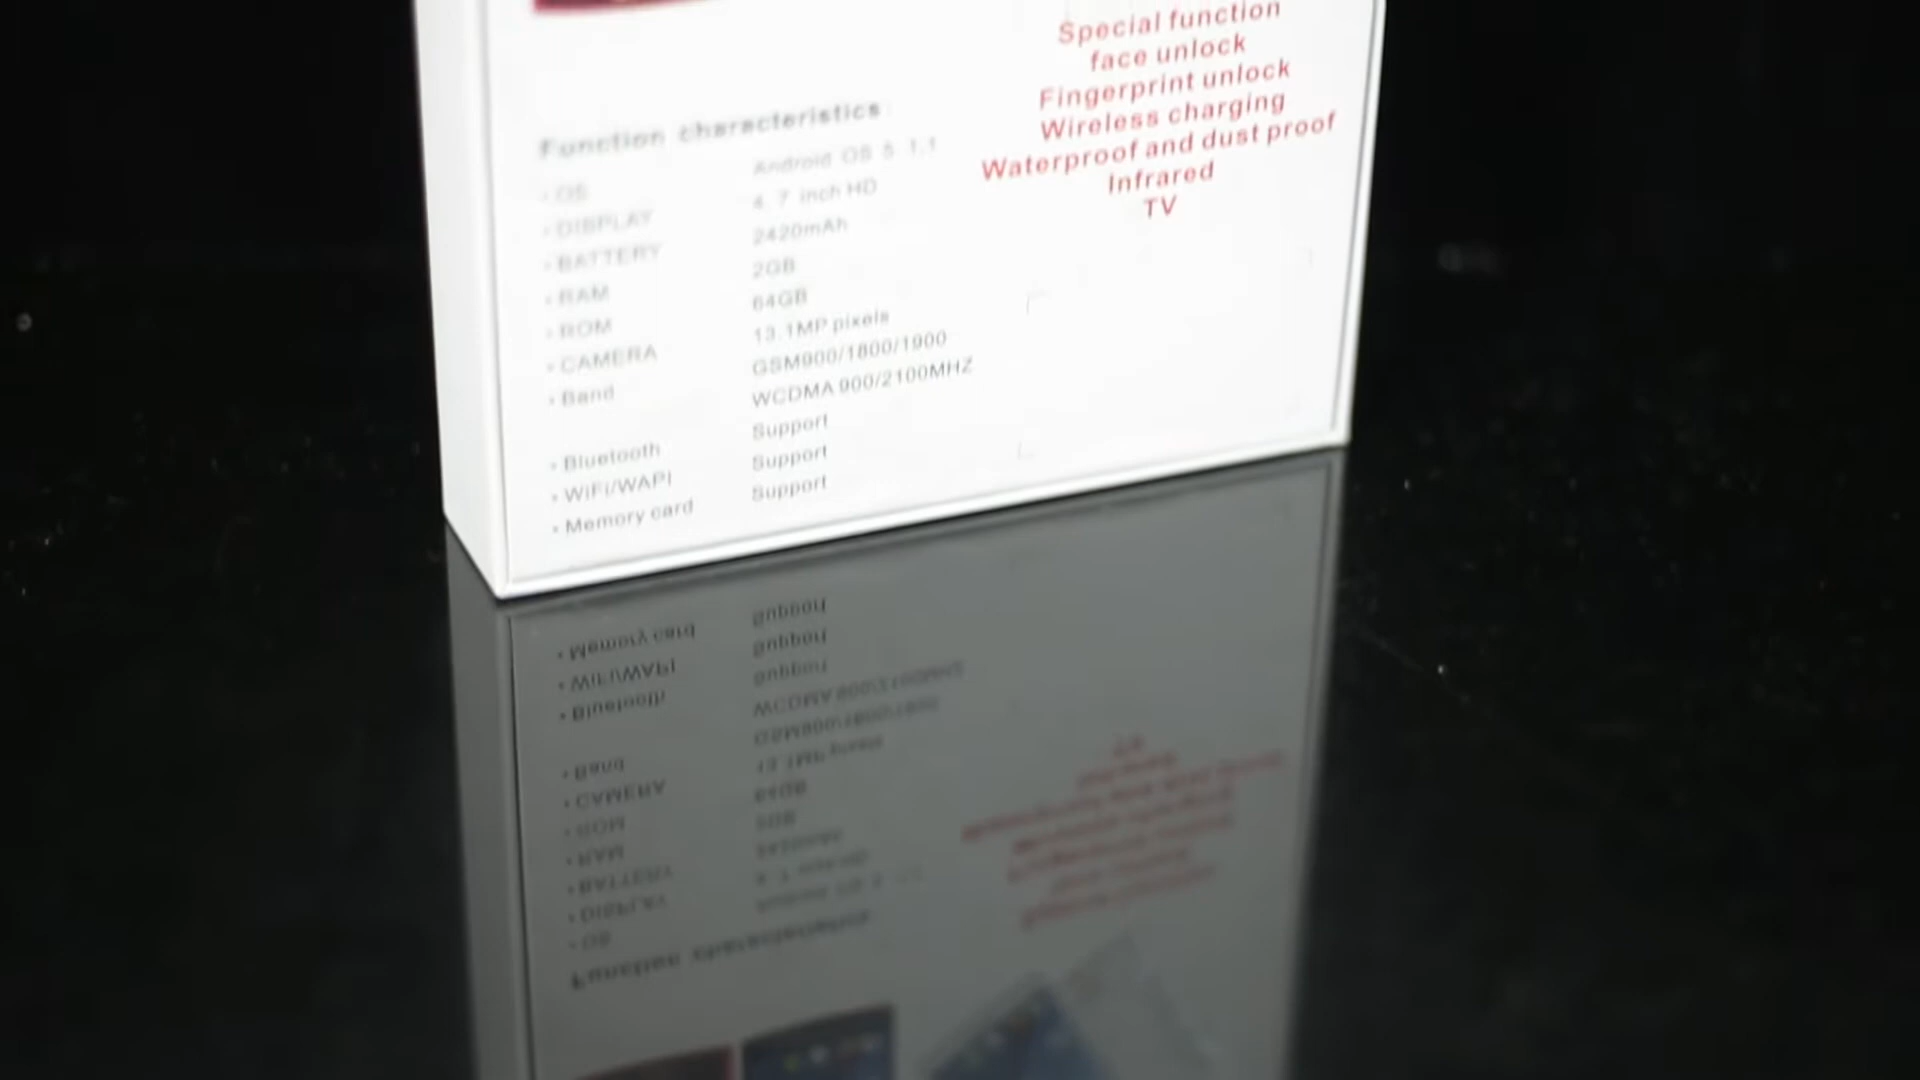 Special function
face unlock
Fingerprint unlock
Wireless charging
Waterproof and dust proof
Infrared
TV
Function characteristics
• OS Android OS 5. 1.1
• DISPLAY 4. 7 inch HD
• BATTERY 2420mAh
• RAM 2GB
• ROM 64GB
• CAMERA 13.1MP pixels
• Band GSM900/1800/1900
WCDMA 900/2100MHZ
• Bluetooth Support
• WiFi/WAPI Support
• Memory card Support